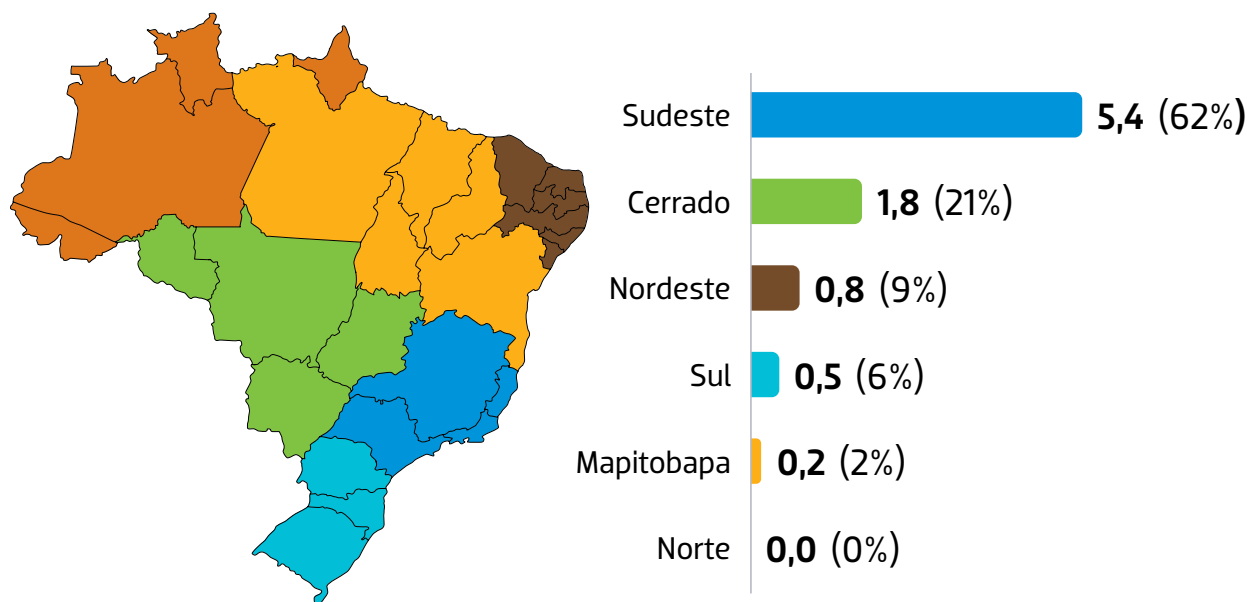 Sudeste 5,4 (62%)
Cerrado 1,8 (21%)
Nordeste 0,8 (9%)
Sul 0,5 (6%)
Mapitobapa 0,2 (2%)
Norte 0,0 (0%)